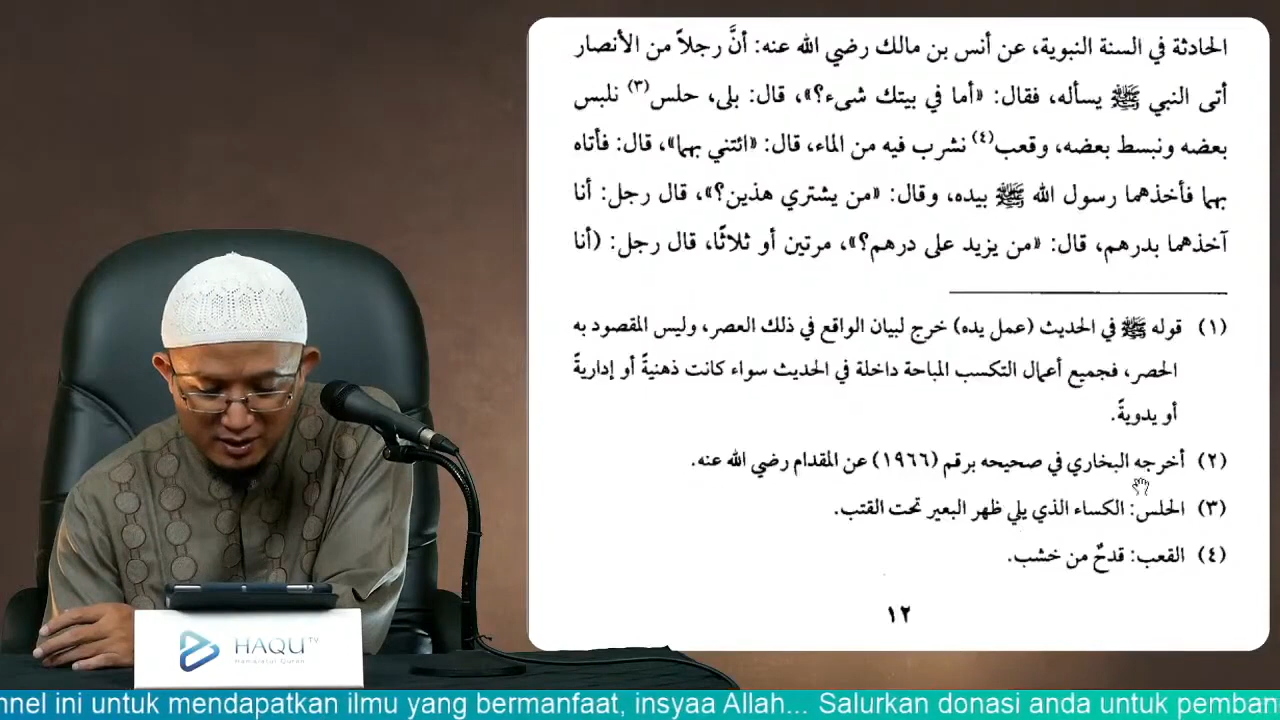 الحادثة في السنة النبوية، عن أنس بن مالك رضي الله عنه: أنَّ رجلاً من الأنصار
أتى النبي ﷺ يسأله، فقال: «أما في بيتك شىء؟»، قال: بلى، حلس(٣) نلبس
بعضه ونبسط بعضه، وقعب(٤) نشرب فيه من الماء، قال: «ائتني بهما»، قال: فأتاه
بهما فأخذهما رسول الله ﷺ بيده، وقال: «من يشتري هذين؟»، قال رجل: أنا
آخذهما بدرهم، قال: «من يزيد على درهم؟»، مرتين أو ثلاثًا، قال رجل: (أنا
(١) قوله ﷺ في الحديث (عمل يده) خرج لبيان الواقع في ذلك العصر، وليس المقصود به
الحصر، فجميع أعمال التكسب المباحة داخلة في الحديث سواء كانت ذهنيةً أو إداريةً
أو يدويةً.
(٢) أخرجه البخاري في صحيحه برقم (١٩٦٦) عن المقدام رضي الله عنه.
(٣) الحلس: الكساء الذي يلي ظهر البعير تحت القتب.
(٤) القعب: قدحٌ من خشب.
١٢
HAQU TV
Hamalatul Quran
nnel ini untuk mendapatkan ilmu yang bermanfaat, insyaa Allah... Salurkan donasi anda untuk pemban